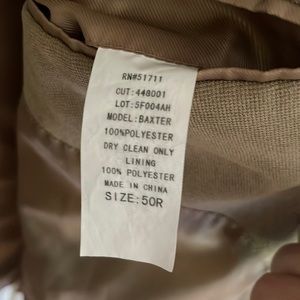 RN#51711
CUT:448001
LOT:5F004AH
MODEL:BAXTER
100%POLYESTER
DRY CLEAN ONLY
LINING
100% POLYESTER
MADE IN CHINA
SIZE:50R